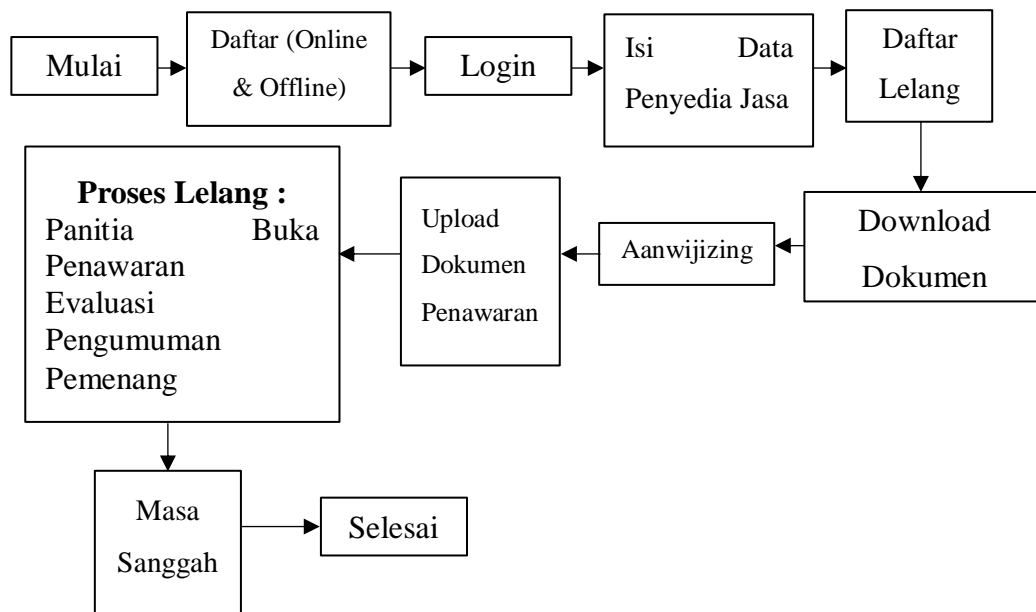 Mulai
Daftar (Online
& Offline)
Login
Isi Data
Penyedia Jasa
Daftar
Lelang
Download
Dokumen
Aanwijizing
Upload
Dokumen
Penawaran
Proses Lelang :
Panitia Buka
Penawaran
Evaluasi
Pengumuman
Pemenang
Masa
Sanggah
Selesai